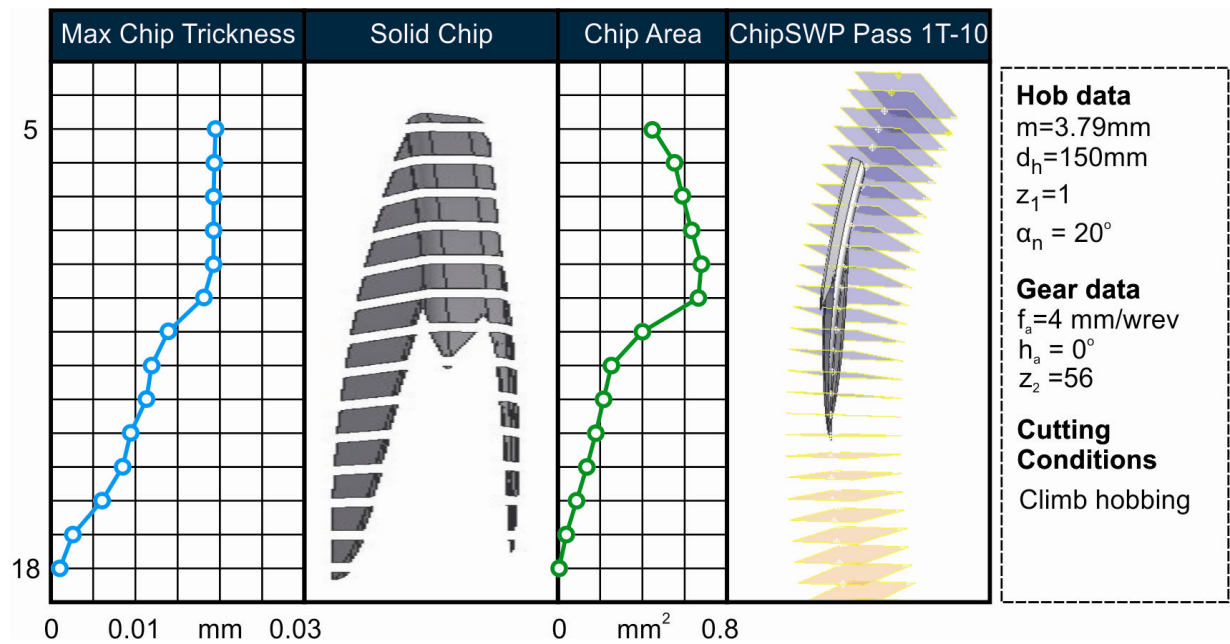 Max Chip Trickness Solid Chip Chip Area ChipSWP Pass 1T-10
5
18
0 0.01 mm 0.03 0 mm² 0.8
Hob data
m=3.79mm
dₕ=150mm
z₁=1
αₙ = 20°
Gear data
fₐ=4 mm/wrev
hₐ = 0°
z₂ =56
Cutting
Conditions
Climb hobbing